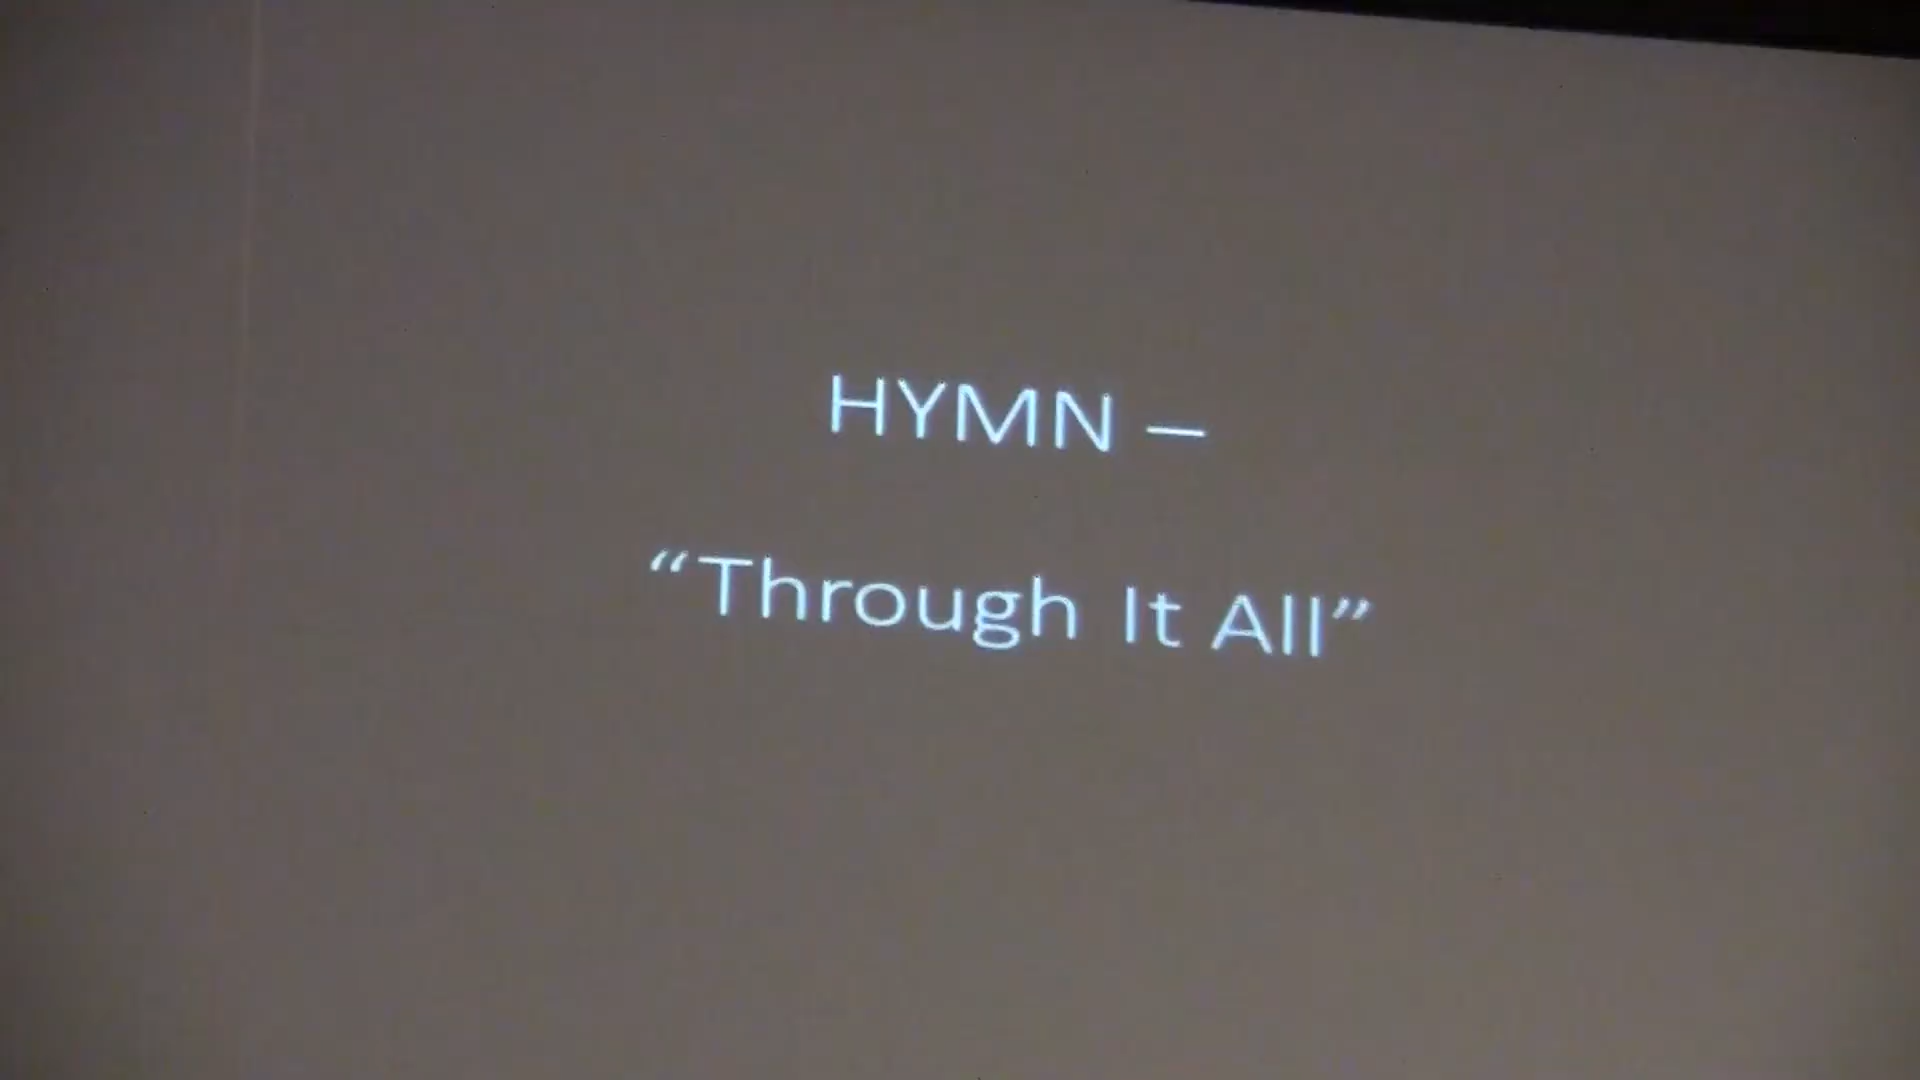 HYMN –
“Through It All”